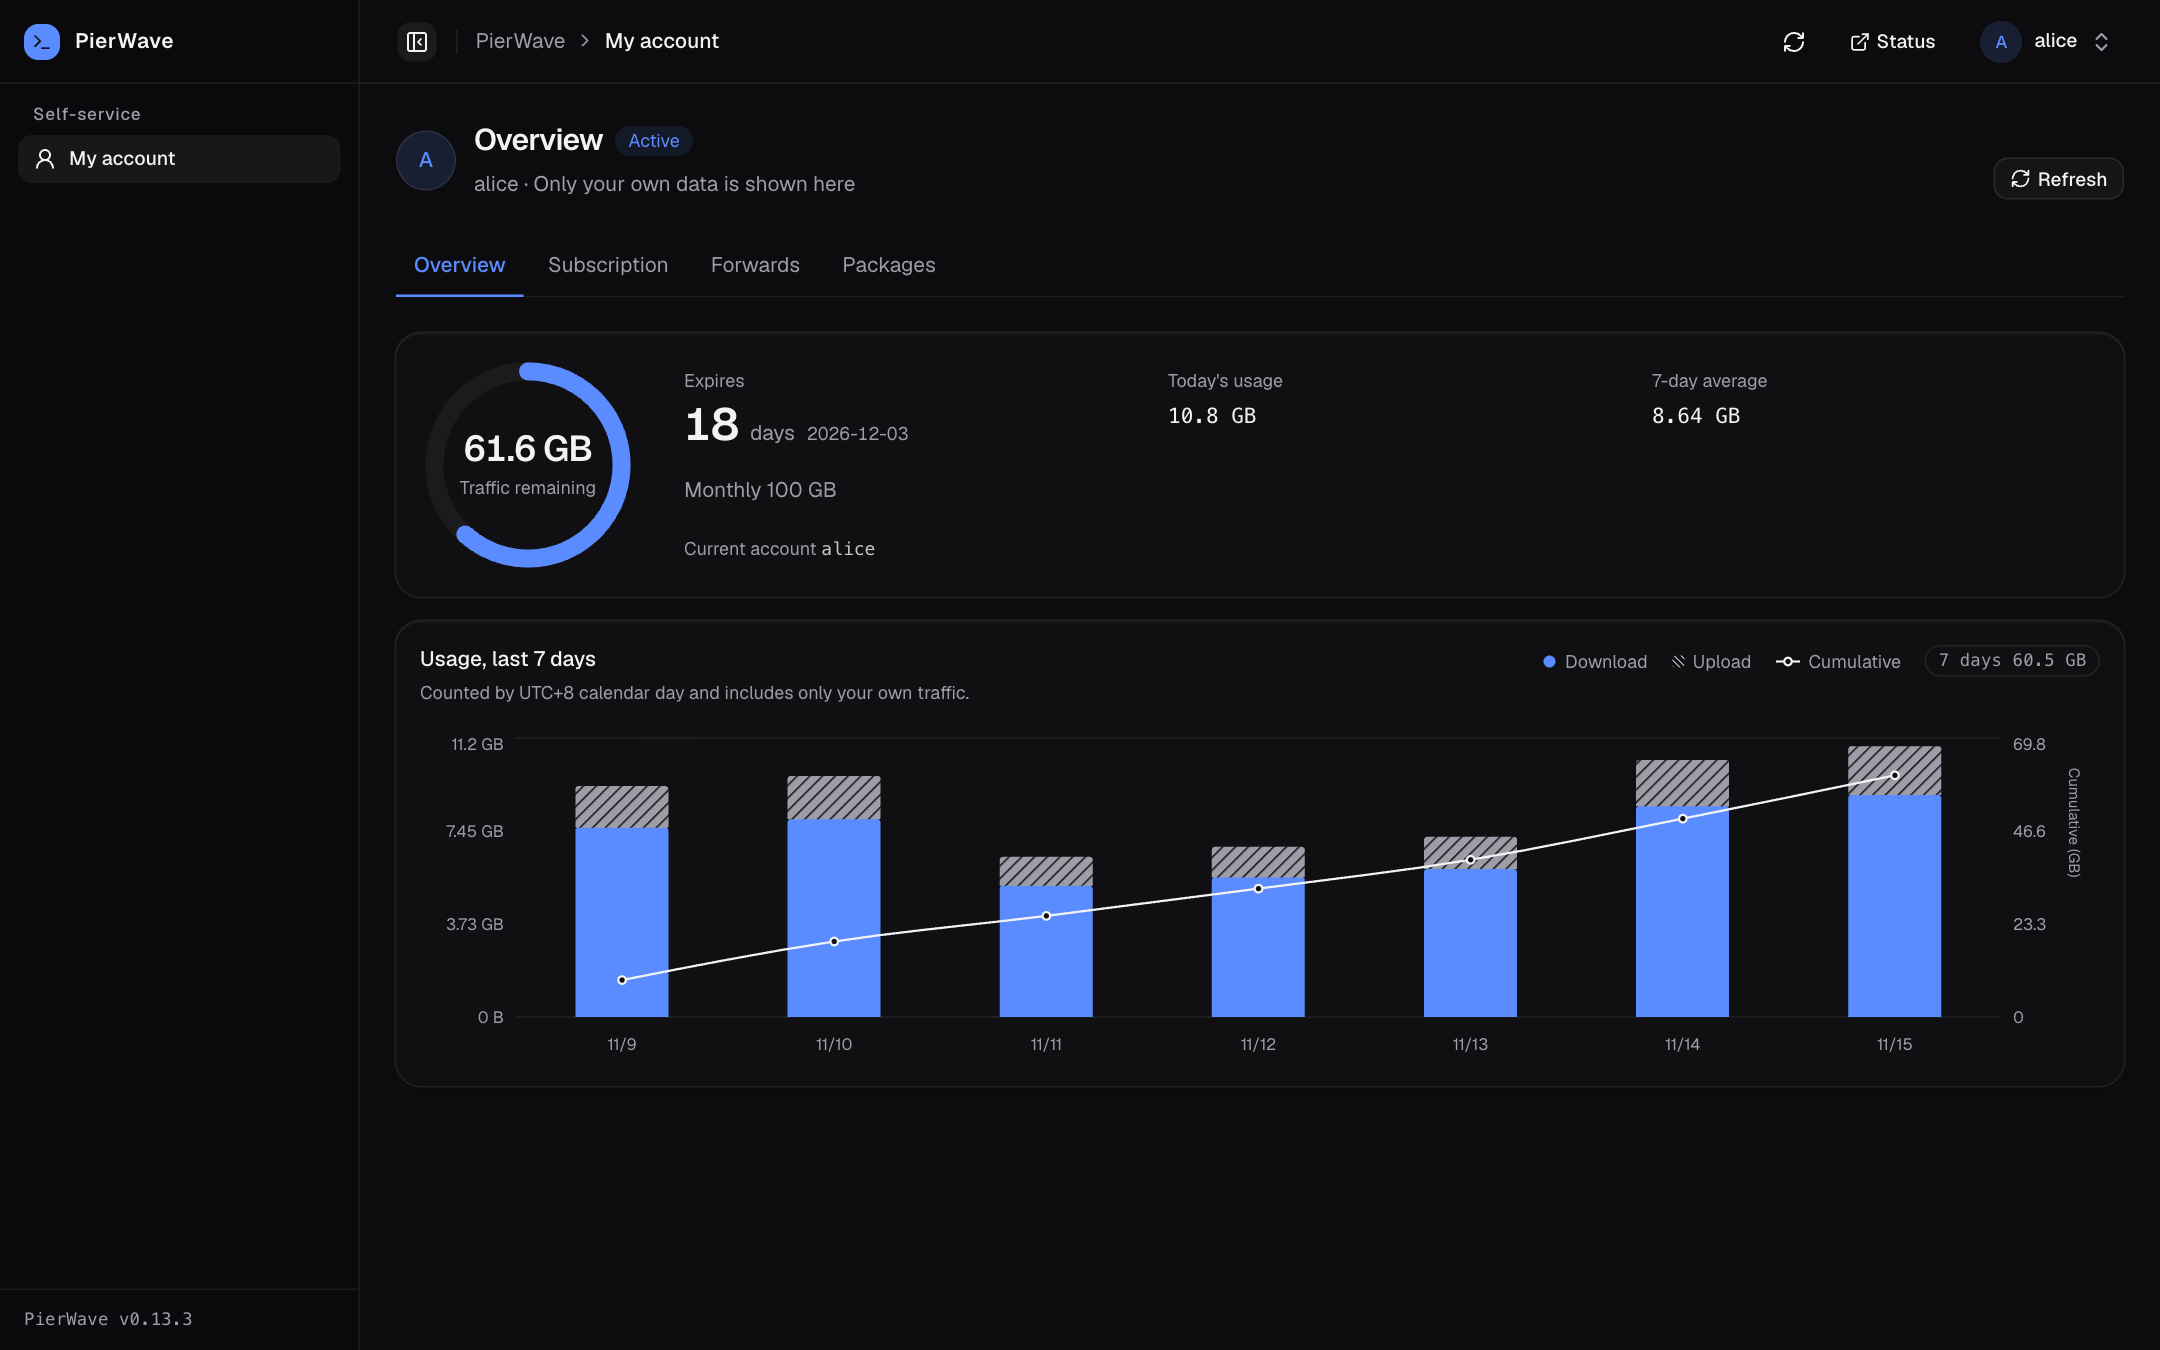 PierWave
PierWave > My account
Status
A
alice
Self-service
My account
A
Overview
Active
alice · Only your own data is shown here
Refresh
Overview
Subscription
Forwards
Packages
61.6 GB
Traffic remaining
Expires
18 days 2026-12-03
Monthly 100 GB
Current account alice
Today's usage
10.8 GB
7-day average
8.64 GB
Usage, last 7 days
Counted by UTC+8 calendar day and includes only your own traffic.
Download
Upload
Cumulative
7 days 60.5 GB
11.2 GB
7.45 GB
3.73 GB
0 B
69.8
46.6
23.3
0
Cumulative (GB)
11/9
11/10
11/11
11/12
11/13
11/14
11/15
PierWave v0.13.3